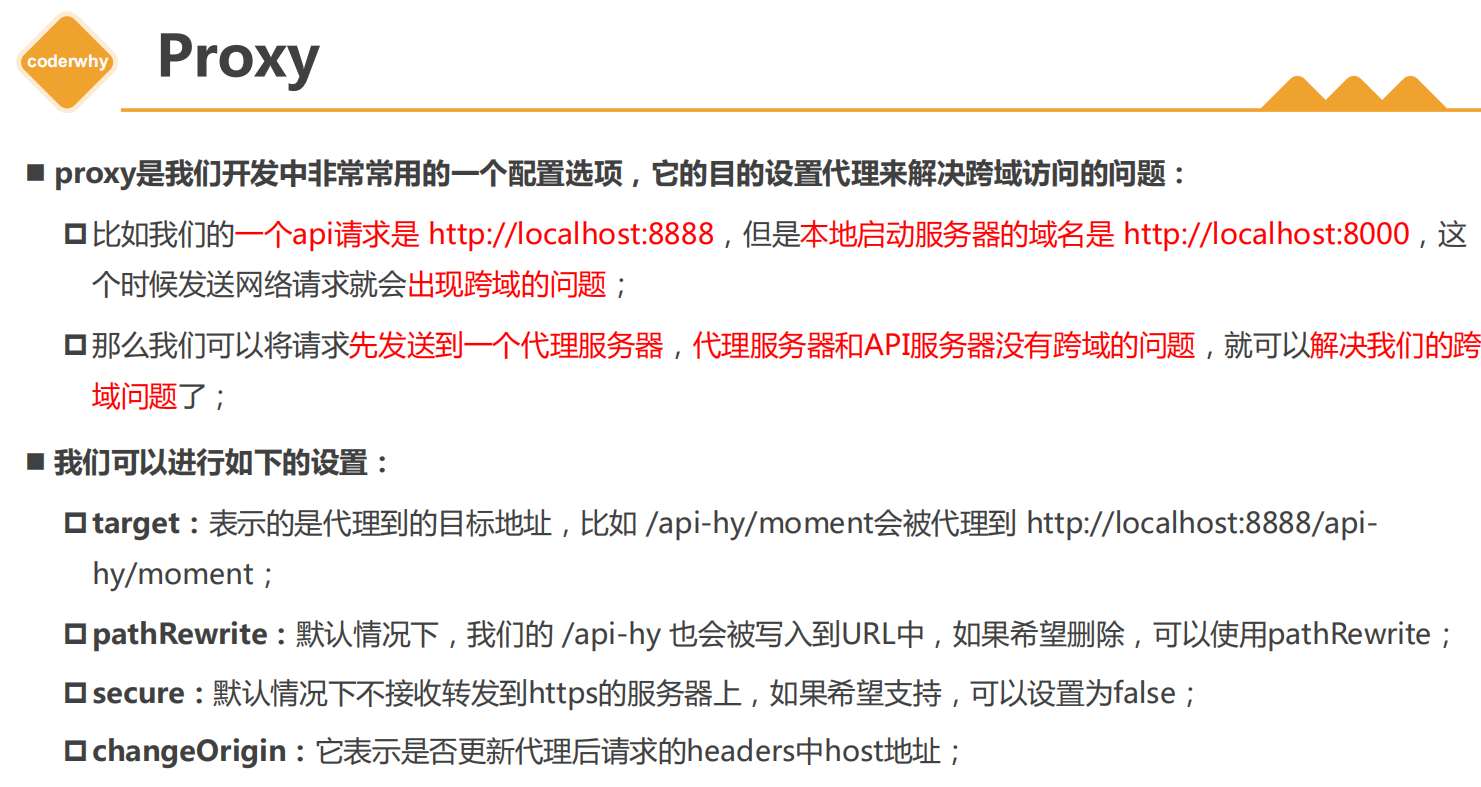 coderwhy
Proxy
proxy是我们开发中非常常用的一个配置选项，它的目的设置代理来解决跨域访问的问题：
比如我们的一个api请求是 http://localhost:8888，但是本地启动服务器的域名是 http://localhost:8000，这
个时候发送网络请求就会出现跨域的问题；
那么我们可以将请求先发送到一个代理服务器，代理服务器和API服务器没有跨域的问题，就可以解决我们的跨
域问题了；
我们可以进行如下的设置：
target：表示的是代理到的目标地址，比如 /api-hy/moment会被代理到 http://localhost:8888/api-
hy/moment；
pathRewrite：默认情况下，我们的 /api-hy 也会被写入到URL中，如果希望删除，可以使用pathRewrite；
secure：默认情况下不接收转发到https的服务器上，如果希望支持，可以设置为false；
changeOrigin：它表示是否更新代理后请求的headers中host地址；